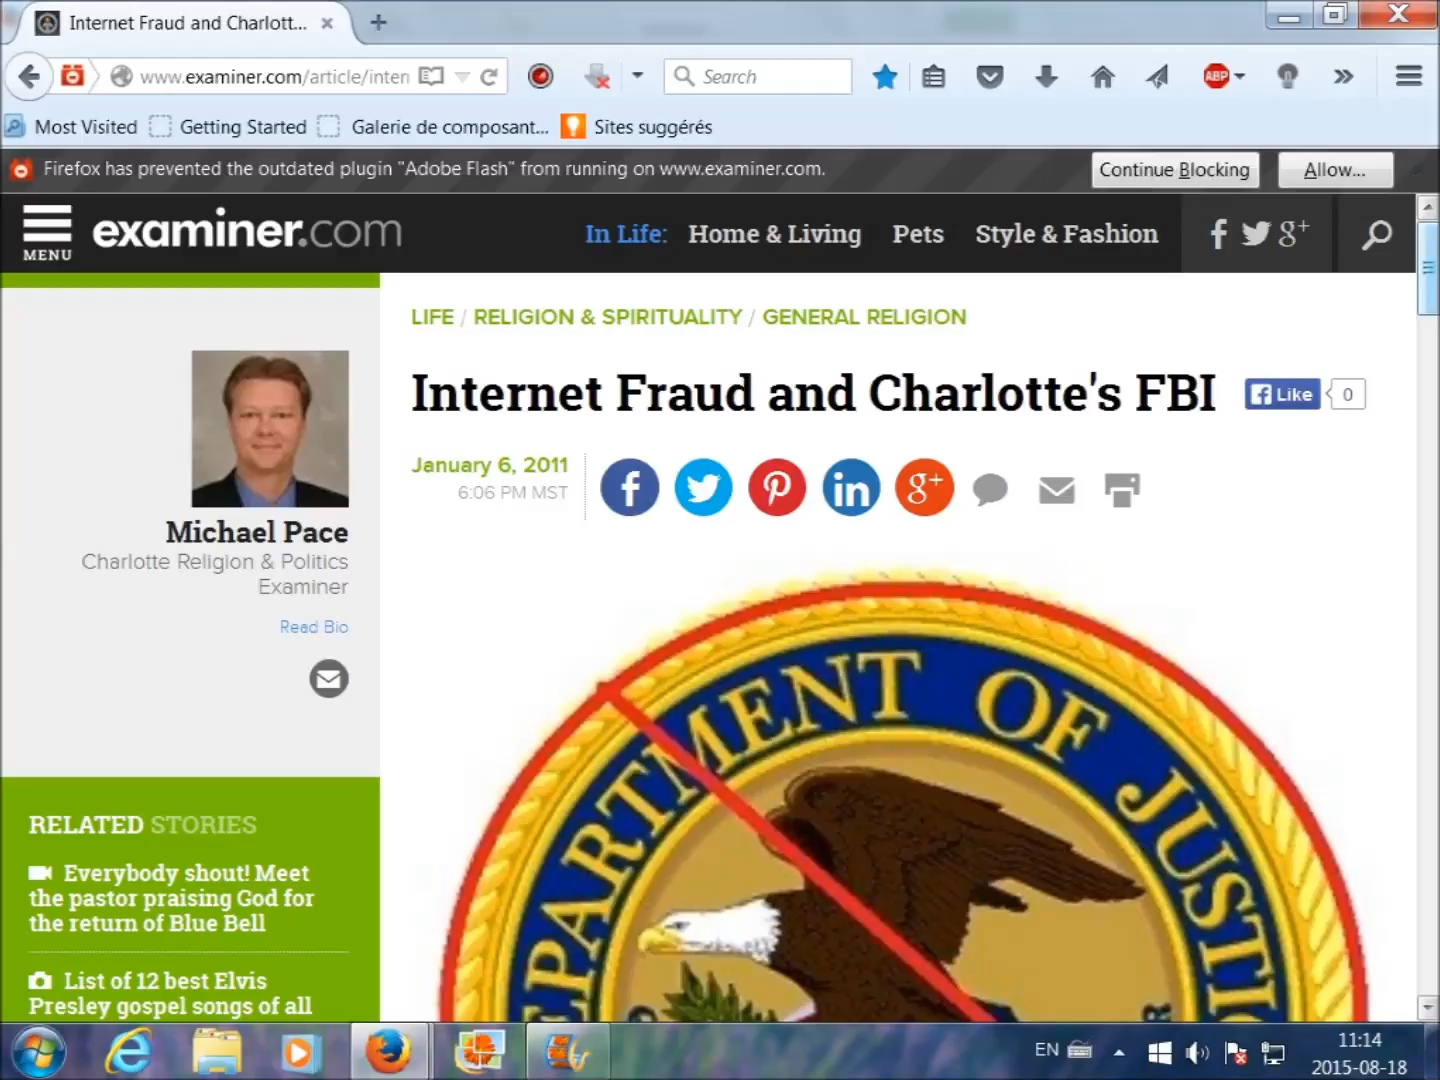 Internet Fraud and Charlott...
www.examiner.com/article/inten
Search
ABP
Most Visited
Getting Started
Galerie de composant...
Sites suggérés
Firefox has prevented the outdated plugin "Adobe Flash" from running on www.examiner.com.
Continue Blocking
Allow...
MENU
examiner.com
In Life:
Home & Living
Pets
Style & Fashion
LIFE / RELIGION & SPIRITUALITY / GENERAL RELIGION
Internet Fraud and Charlotte's FBI
Like
0
January 6, 2011
6:06 PM MST
Michael Pace
Charlotte Religion & Politics
Examiner
Read Bio
RELATED STORIES
Everybody shout! Meet
the pastor praising God for
the return of Blue Bell
List of 12 best Elvis
Presley gospel songs of all
EPARTMENT OF JUSTIC
EN
11:14
2015-08-18